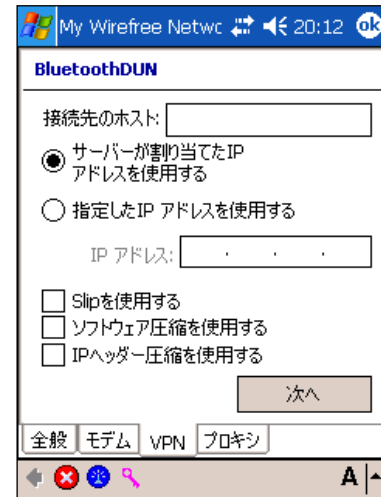 My Wirefree Netwc 20:12 ok
BluetoothDUN
接続先のホスト:
サーバーが割り当てたIP
アドレスを使用する
指定したIP アドレスを使用する
IP アドレス: . . .
Slipを使用する
ソフトウェア圧縮を使用する
IPヘッダー圧縮を使用する
次へ
全般 モデム VPN プロキシ
A